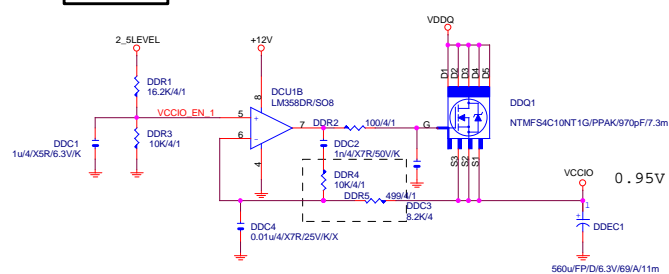 2_5LEVEL
+12V
VDDQ
DDR1
16.2K/4/1
VCCIO_EN_1
DCU1B
LM358DR/SO8
D1
D2
D3
D4
D5
8
5
+
6
-
7
4
DDR2
100/4/1
G
DDQ1
NTMFS4C10NT1G/PPAK/970pF/7.3m
S3
S2
S1
DDC1
1u/4/X5R/6.3V/K
DDR3
10K/4/1
DDC2
1n/4/X7R/50V/K
DDR4
10K/4/1
DDR5
499/4/1
DDC3
8.2K/4
VCCIO
0.95V
1
+
DDC4
0.01u/4/X7R/25V/K/X
DDEC1
560u/FP/D/6.3V/69/A/11m